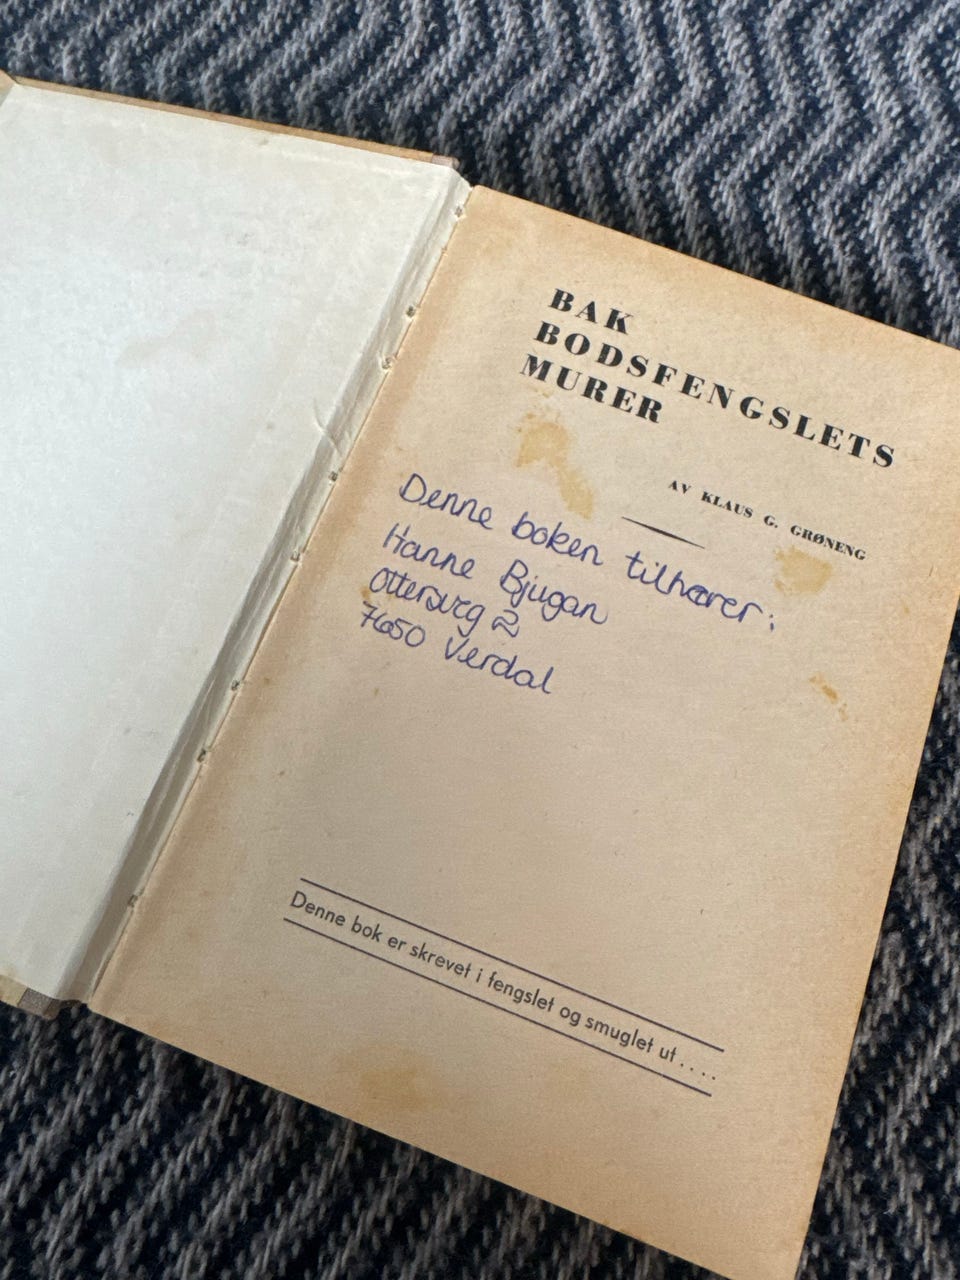 BAK
BODSFENGSLETS
MURER
AV KLAUS G. GRØNENG
Denne boken tilhører:
Hanne Bjugan
Ottersveg 2
7650 Verdal
Denne bok er skrevet i fengslet og smuglet ut....